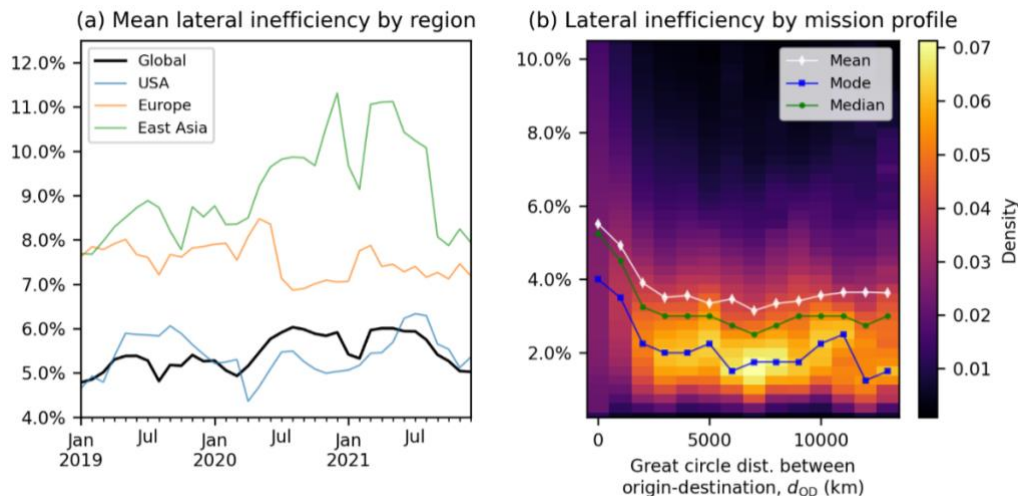 (a) Mean lateral inefficiency by region
12.0%
11.0%
10.0%
9.0%
8.0%
7.0%
6.0%
5.0%
4.0%
Global
USA
Europe
East Asia
Jan
2019
Jul
Jan
2020
Jul
Jan
2021
Jul
(b) Lateral inefficiency by mission profile
10.0%
8.0%
6.0%
4.0%
2.0%
Mean
Mode
Median
0
5000
10000
Great circle dist. between
origin-destination, d_OD (km)
0.07
0.06
0.05
0.04
0.03
0.02
0.01
Density